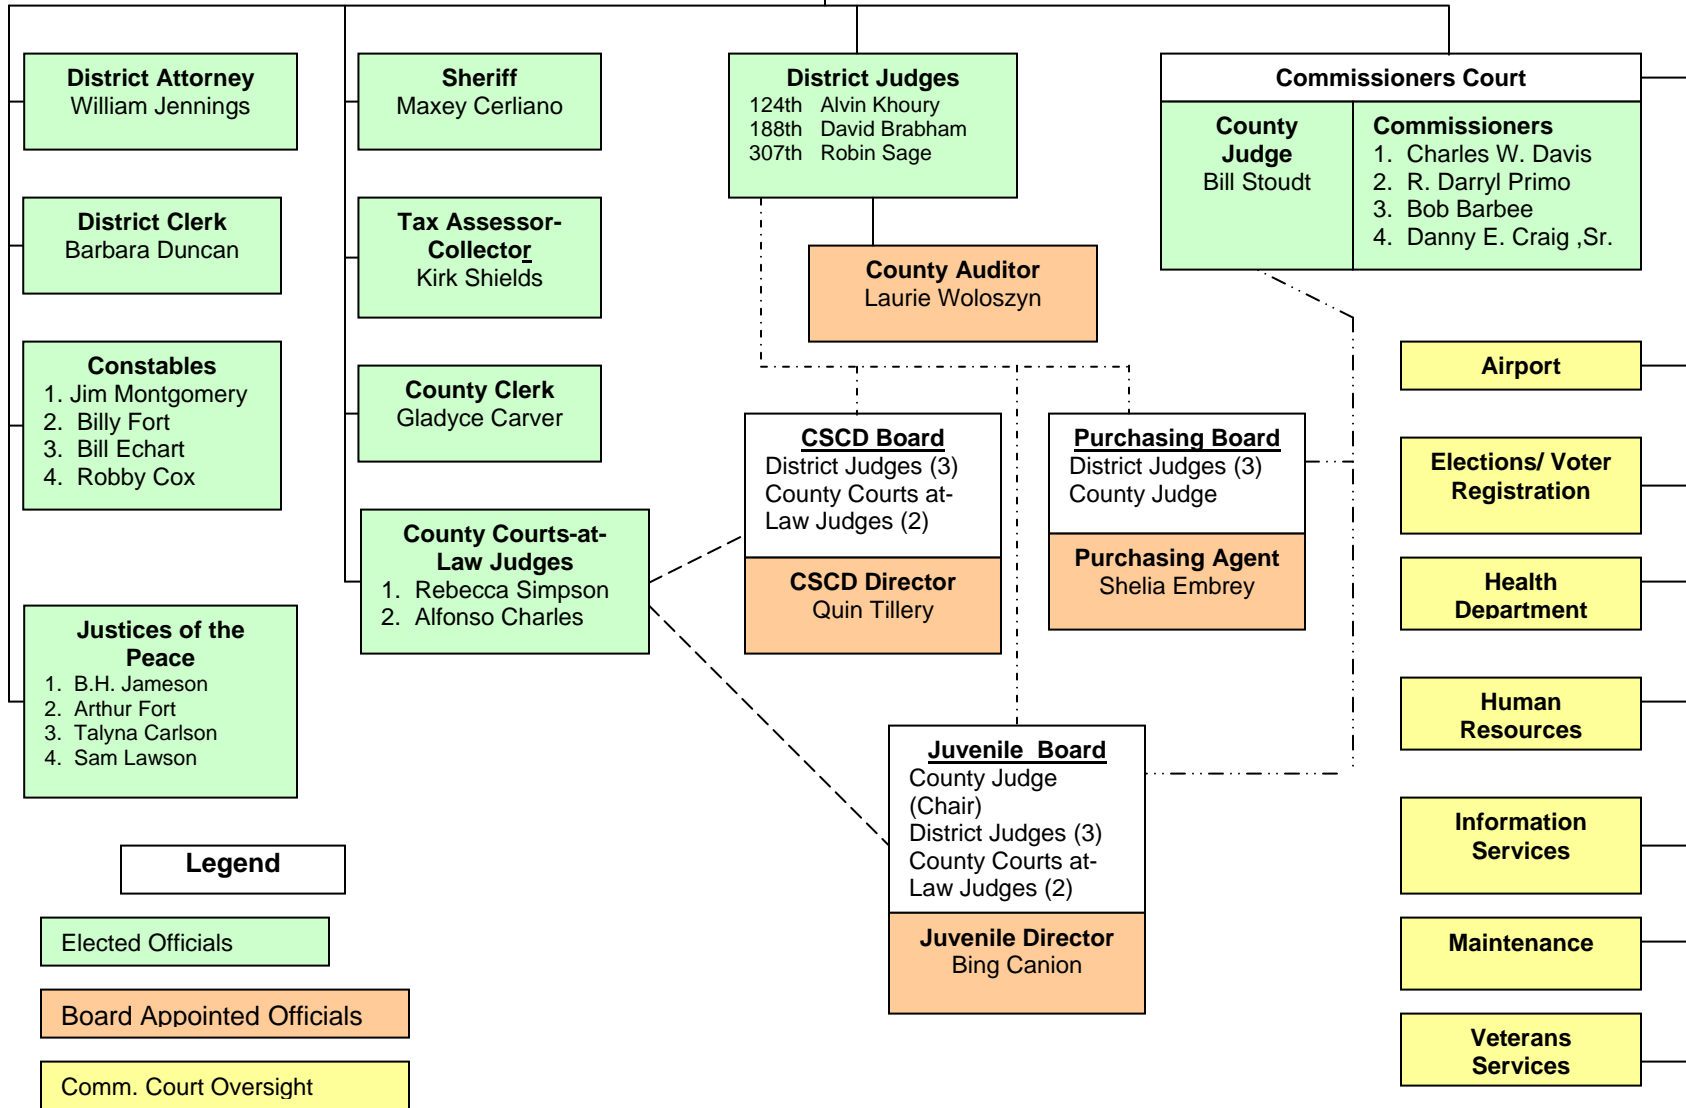 District Attorney
William Jennings
District Clerk
Barbara Duncan
Constables
1. Jim Montgomery
2. Billy Fort
3. Bill Echart
4. Robby Cox
Justices of the
Peace
1. B.H. Jameson
2. Arthur Fort
3. Talyna Carlson
4. Sam Lawson
Sheriff
Maxey Cerliano
Tax Assessor-
Collector
Kirk Shields
County Clerk
Gladyce Carver
County Courts-at-
Law Judges
1. Rebecca Simpson
2. Alfonso Charles
District Judges
124th Alvin Khoury
188th David Brabham
307th Robin Sage
County Auditor
Laurie Woloszyn
CSCD Board
District Judges (3)
County Courts at-
Law Judges (2)
CSCD Director
Quin Tillery
Purchasing Board
District Judges (3)
County Judge
Purchasing Agent
Shelia Embrey
Juvenile Board
County Judge
(Chair)
District Judges (3)
County Courts at-
Law Judges (2)
Juvenile Director
Bing Canion
Commissioners Court
County
Judge
Bill Stoudt
Commissioners
1. Charles W. Davis
2. R. Darryl Primo
3. Bob Barbee
4. Danny E. Craig ,Sr.
Airport
Elections/ Voter
Registration
Health
Department
Human
Resources
Information
Services
Maintenance
Veterans
Services
Legend
Elected Officials
Board Appointed Officials
Comm. Court Oversight